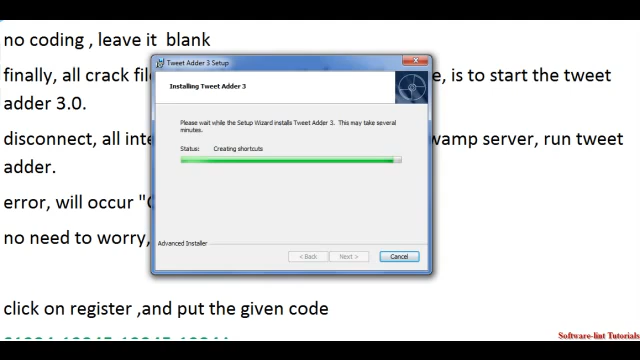 no coding , leave it blank
finally, all crack
is to start the tweet
adder 3.0.
disconnect, all
wamp server, run tweet
adder.
error, will occur
no need to worry,
click on register ,and put the given code
Tweet Adder 3 Setup
Installing Tweet Adder 3
Please wait while the Setup Wizard installs Tweet Adder 3. This may take several
minutes.
Status: Creating shortcuts
Advanced Installer
< Back Next > Cancel
Software-lint Tutorials